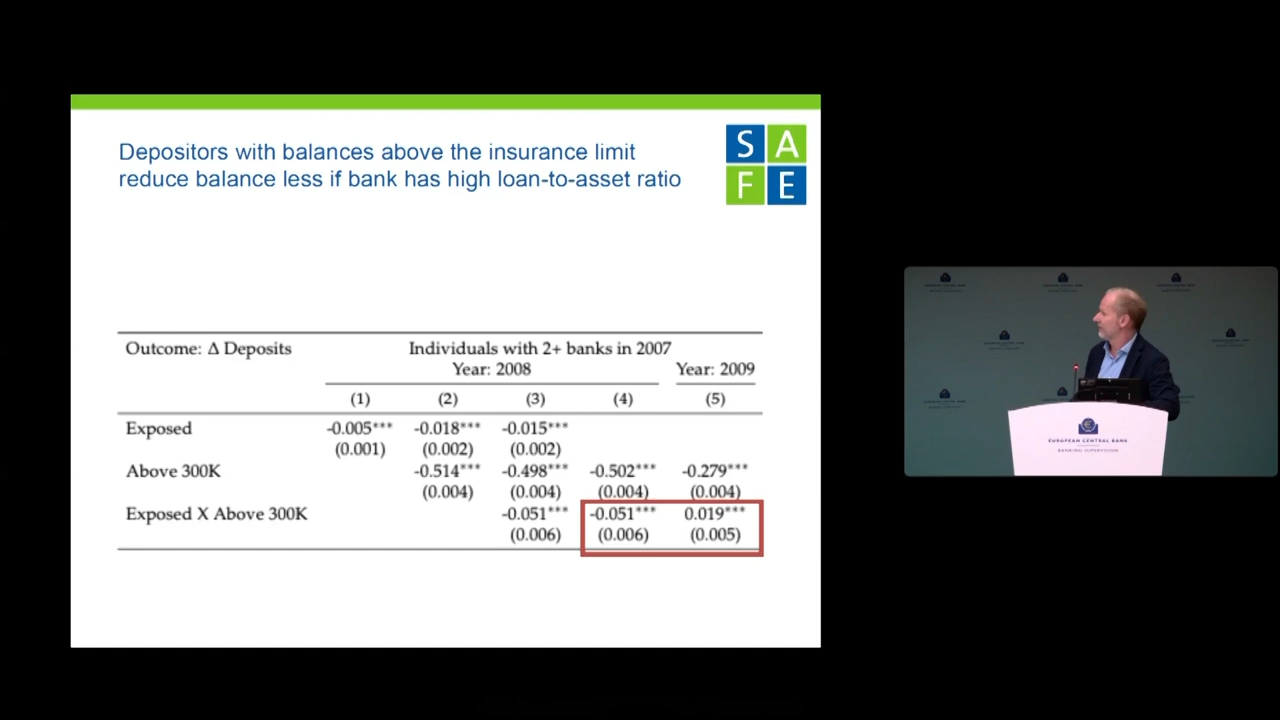 Depositors with balances above the insurance limit
reduce balance less if bank has high loan-to-asset ratio
S A
F E
Outcome: Δ Deposits Individuals with 2+ banks in 2007
Year: 2008 Year: 2009
(1) (2) (3) (4) (5)
Exposed -0.005*** -0.018*** -0.015***
(0.001) (0.002) (0.002)
Above 300K -0.514*** -0.498*** -0.502*** -0.279***
(0.004) (0.004) (0.004) (0.004)
Exposed X Above 300K -0.051*** -0.051*** 0.019***
(0.006) (0.006) (0.005)
EUROPEAN CENTRAL BANK
BANKING SUPERVISION